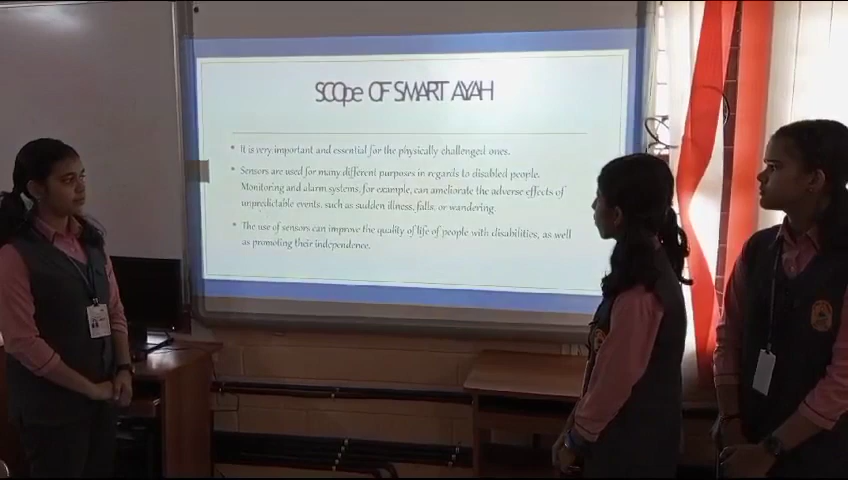 SCOpe OF SMART AYAH
• It is very important and essential for the physically challenged ones.
• Sensors are used for many different purposes in regards to disabled people.
Monitoring and alarm systems, for example, can ameliorate the adverse effects of
unpredictable events, such as sudden illness, falls, or wandering.
• The use of sensors can improve the quality of life of people with disabilities, as well
as promoting their independence.